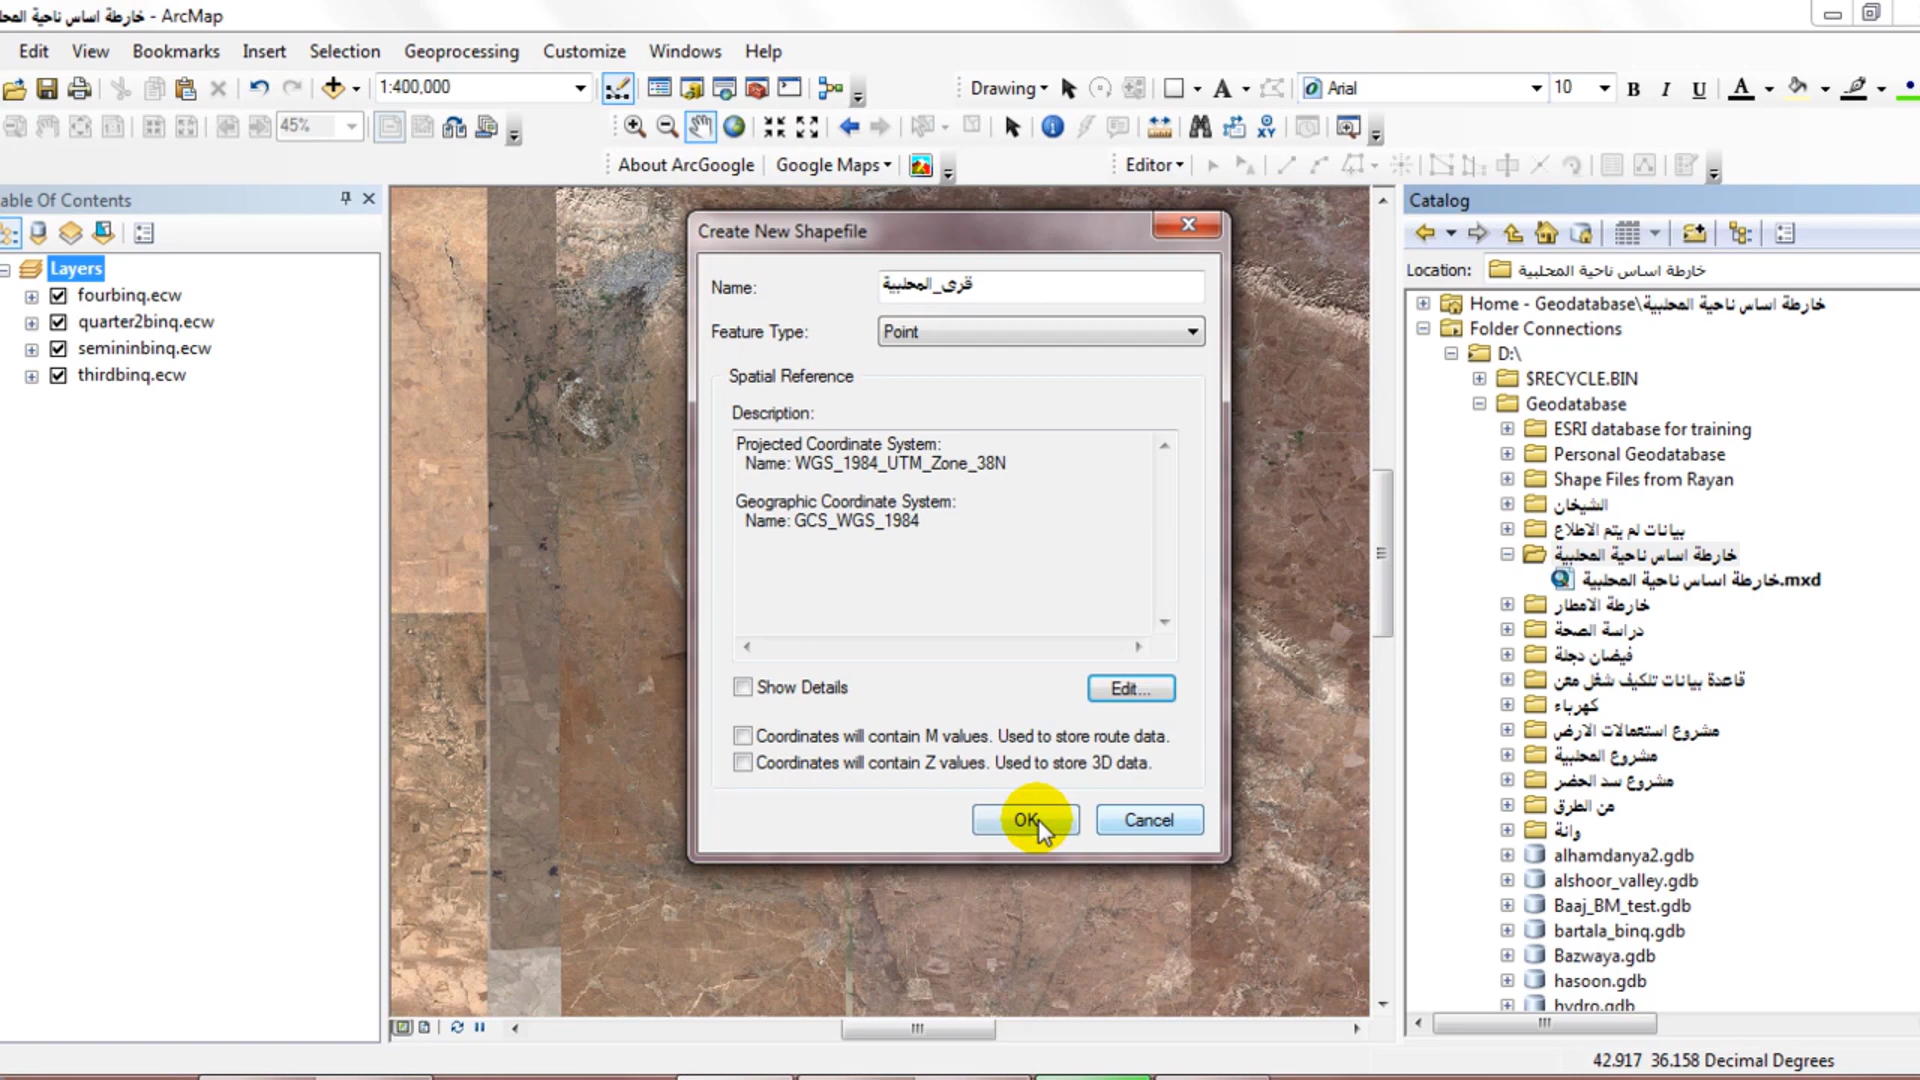 خارطة اساس ناحية المحلبية - ArcMap
Edit View Bookmarks Insert Selection Geoprocessing Customize Windows Help
1:400,000
Drawing
Arial
10
B I U A
45%
About ArcGoogle
Google Maps
Editor
Table Of Contents
Layers
fourbinq.ecw
quarter2binq.ecw
semininbinq.ecw
thirdbinq.ecw
Create New Shapefile
Name: قرى_المحلبية
Feature Type: Point
Spatial Reference
Description:
Projected Coordinate System:
Name: WGS_1984_UTM_Zone_38N
Geographic Coordinate System:
Name: GCS_WGS_1984
Show Details
Edit...
Coordinates will contain M values. Used to store route data.
Coordinates will contain Z values. Used to store 3D data.
OK
Cancel
Catalog
Location: خارطة اساس ناحية المحلبية
Home - Geodatabase\خارطة اساس ناحية المحلبية
Folder Connections
D:\
$RECYCLE.BIN
Geodatabase
ESRI database for training
Personal Geodatabase
Shape Files from Rayan
الشيخان
بيانات لم يتم الاطلاع
خارطة اساس ناحية المحلبية
خارطة اساس ناحية المحلبية.mxd
خارطة الامطار
دراسة الصحة
فيضان دجلة
قاعدة بيانات تلكيف شغل معن
كهرباء
مشروع استعمالات الارض
مشروع المحلبية
مشروع سد الحضر
من الطرق
وانة
alhamdanya2.gdb
alshoor_valley.gdb
Baaj_BM_test.gdb
bartala_binq.gdb
Bazwaya.gdb
hasoon.gdb
hydro.gdb
42.917 36.158 Decimal Degrees